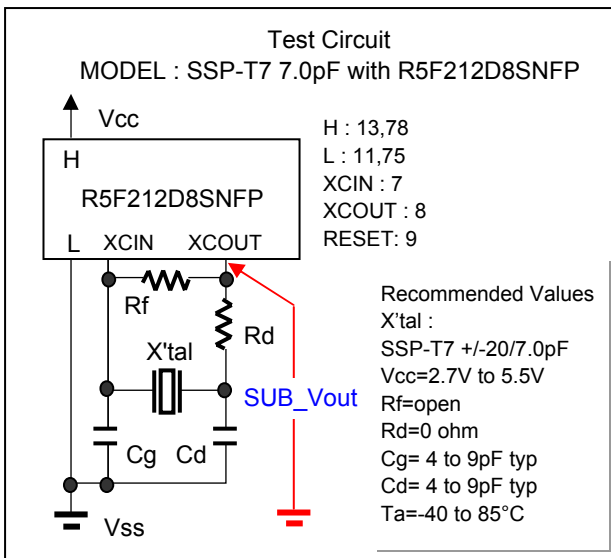 Test Circuit
MODEL : SSP-T7 7.0pF with R5F212D8SNFP
Vcc
H
R5F212D8SNFP
L XCIN XCOUT
H : 13,78
L : 11,75
XCIN : 7
XCOUT : 8
RESET: 9
Rf
Rd
X'tal
SUB_Vout
Cg Cd
Vss
Recommended Values
X'tal :
SSP-T7 +/-20/7.0pF
Vcc=2.7V to 5.5V
Rf=open
Rd=0 ohm
Cg= 4 to 9pF typ
Cd= 4 to 9pF typ
Ta=-40 to 85°C